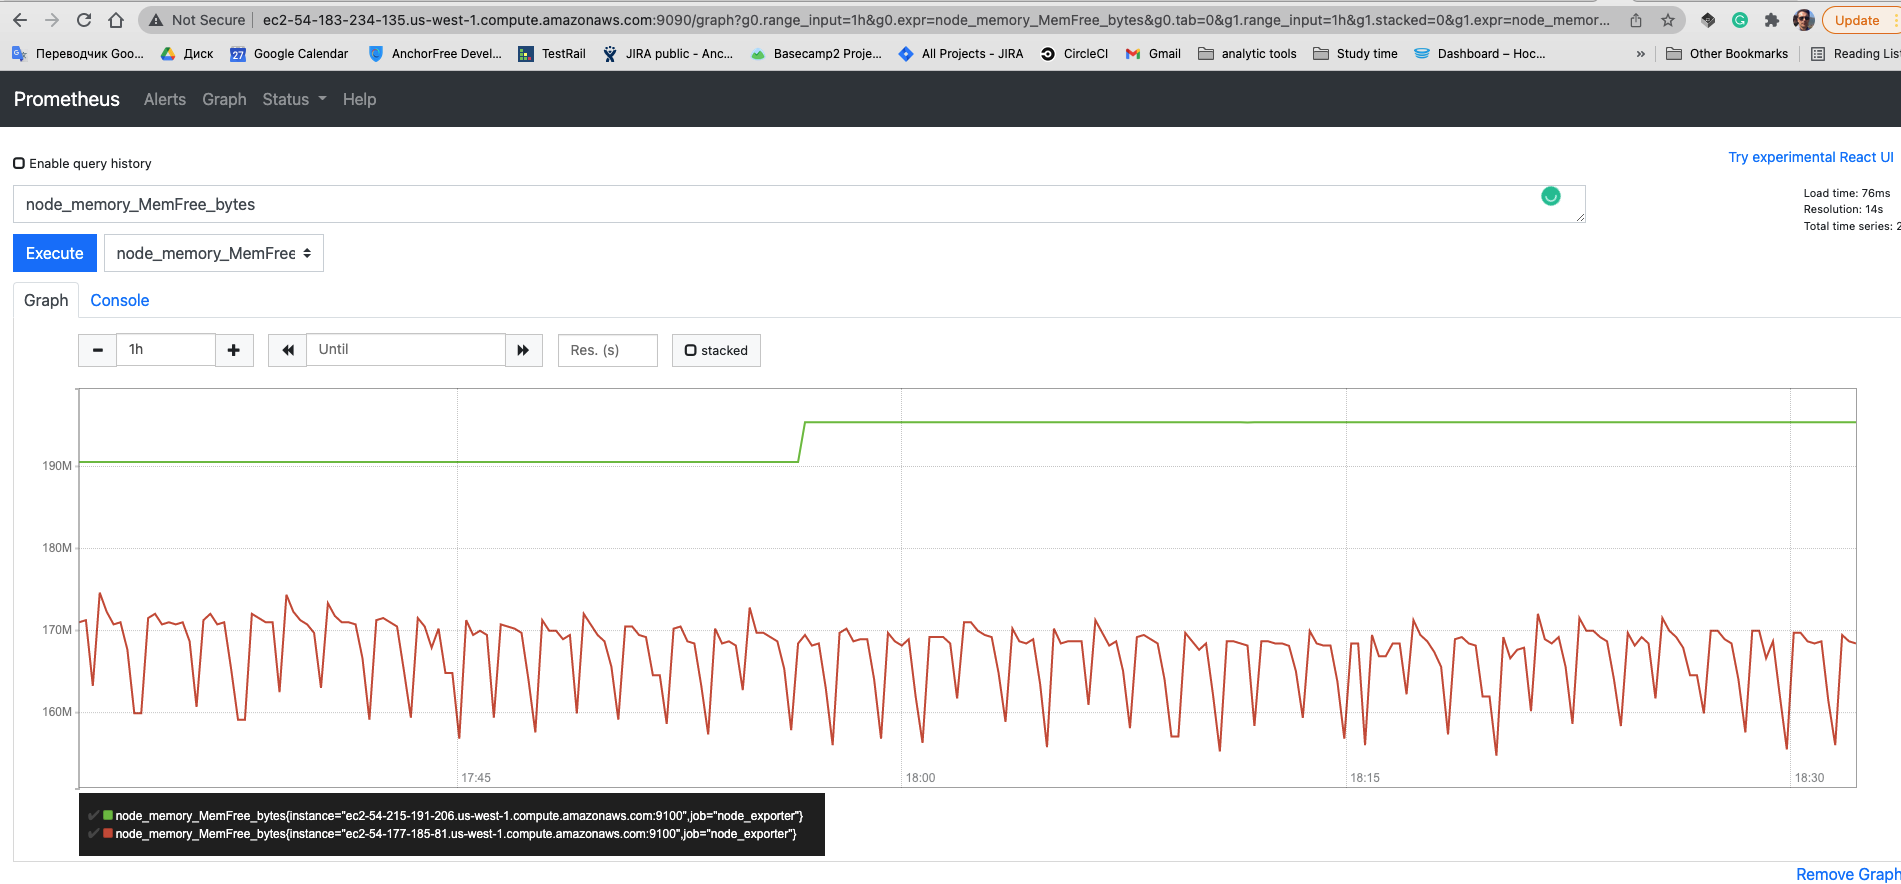 Not Secure ec2-54-183-234-135.us-west-1.compute.amazonaws.com:9090/graph?g0.range_input=1h&g0.expr=node_memory_MemFree_bytes&g0.tab=0&g1.range_input=1h&g1.stacked=0&g1.expr=node_memor... Update
Переводчик Goo... Диск 27 Google Calendar AnchorFree Devel... TestRail JIRA public - Anc... Basecamp2 Proje... All Projects - JIRA CircleCI Gmail analytic tools Study time Dashboard – Hoc... » Other Bookmarks Reading List
Prometheus Alerts Graph Status Help
Enable query history
Try experimental React UI
node_memory_MemFree_bytes
Load time: 76ms
Resolution: 14s
Total time series: 2
Execute node_memory_MemFree
Graph Console
1h Until Res. (s) stacked
190M
180M
170M
160M
17:45 18:00 18:15 18:30
node_memory_MemFree_bytes{instance="ec2-54-215-191-206.us-west-1.compute.amazonaws.com:9100",job="node_exporter"}
node_memory_MemFree_bytes{instance="ec2-54-177-185-81.us-west-1.compute.amazonaws.com:9100",job="node_exporter"}
Remove Graph